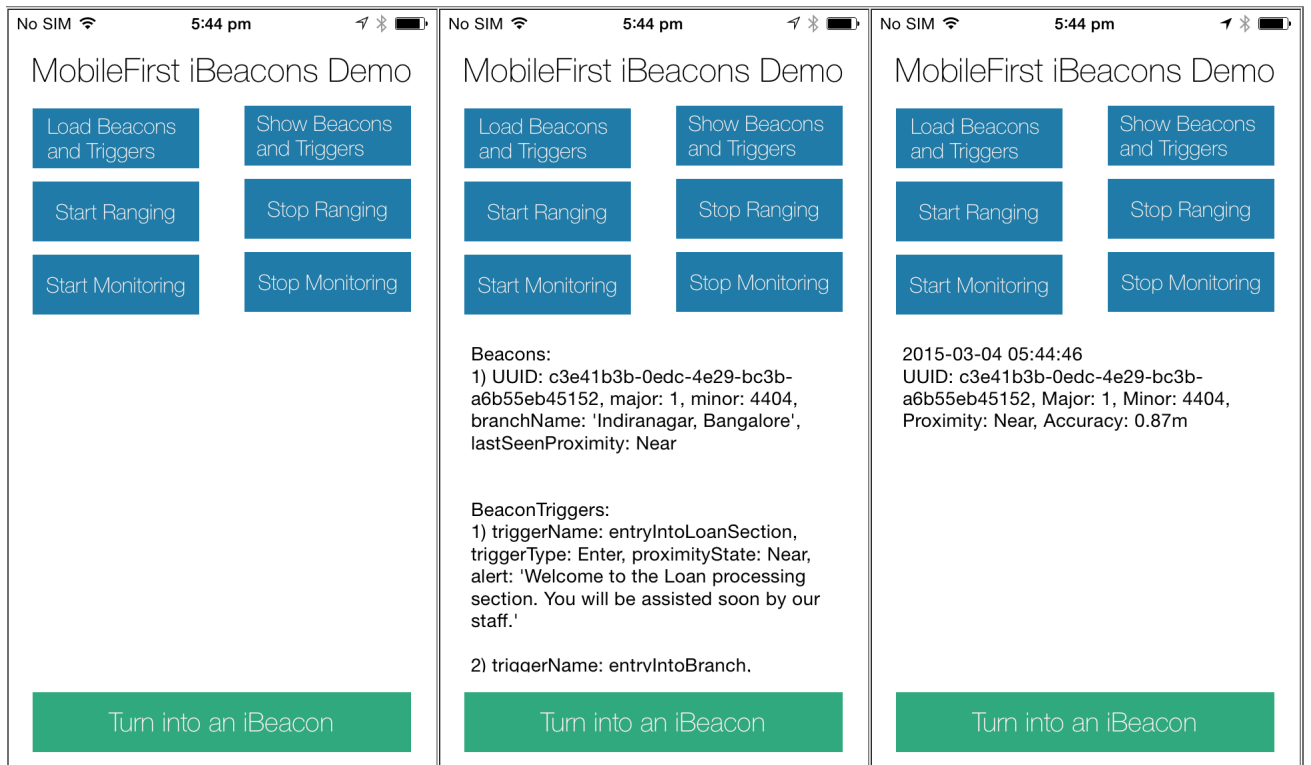 No SIM 5:44 pm
MobileFirst iBeacons Demo
Load Beacons
and Triggers
Show Beacons
and Triggers
Start Ranging
Stop Ranging
Start Monitoring
Stop Monitoring
Turn into an iBeacon
No SIM 5:44 pm
MobileFirst iBeacons Demo
Load Beacons
and Triggers
Show Beacons
and Triggers
Start Ranging
Stop Ranging
Start Monitoring
Stop Monitoring
Beacons:
1) UUID: c3e41b3b-0edc-4e29-bc3b-
a6b55eb45152, major: 1, minor: 4404,
branchName: 'Indiranagar, Bangalore',
lastSeenProximity: Near
BeaconTriggers:
1) triggerName: entryIntoLoanSection,
triggerType: Enter, proximityState: Near,
alert: 'Welcome to the Loan processing
section. You will be assisted soon by our
staff.'
2) triggerName: entryIntoBranch,
Turn into an iBeacon
No SIM 5:44 pm
MobileFirst iBeacons Demo
Load Beacons
and Triggers
Show Beacons
and Triggers
Start Ranging
Stop Ranging
Start Monitoring
Stop Monitoring
2015-03-04 05:44:46
UUID: c3e41b3b-0edc-4e29-bc3b-
a6b55eb45152, Major: 1, Minor: 4404,
Proximity: Near, Accuracy: 0.87m
Turn into an iBeacon